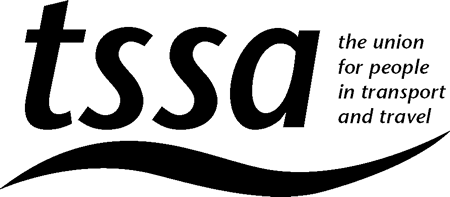 tssa
the union
for people
in transport
and travel